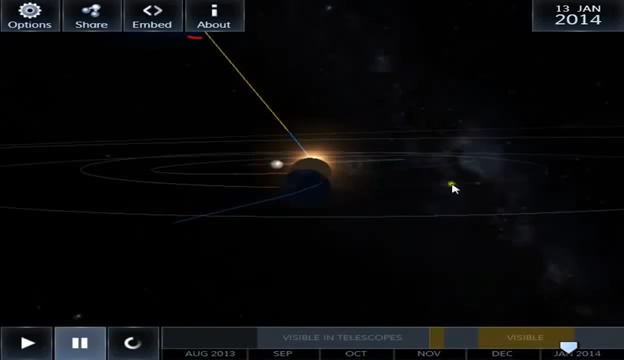 Options
Share
Embed
About
13 JAN
2014
VISIBLE IN TELESCOPES
VISIBLE
AUG 2013
SEP
OCT
NOV
DEC
JAN 2014